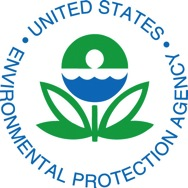 • UNITED STATES •
ENVIRONMENTAL PROTECTION AGENCY